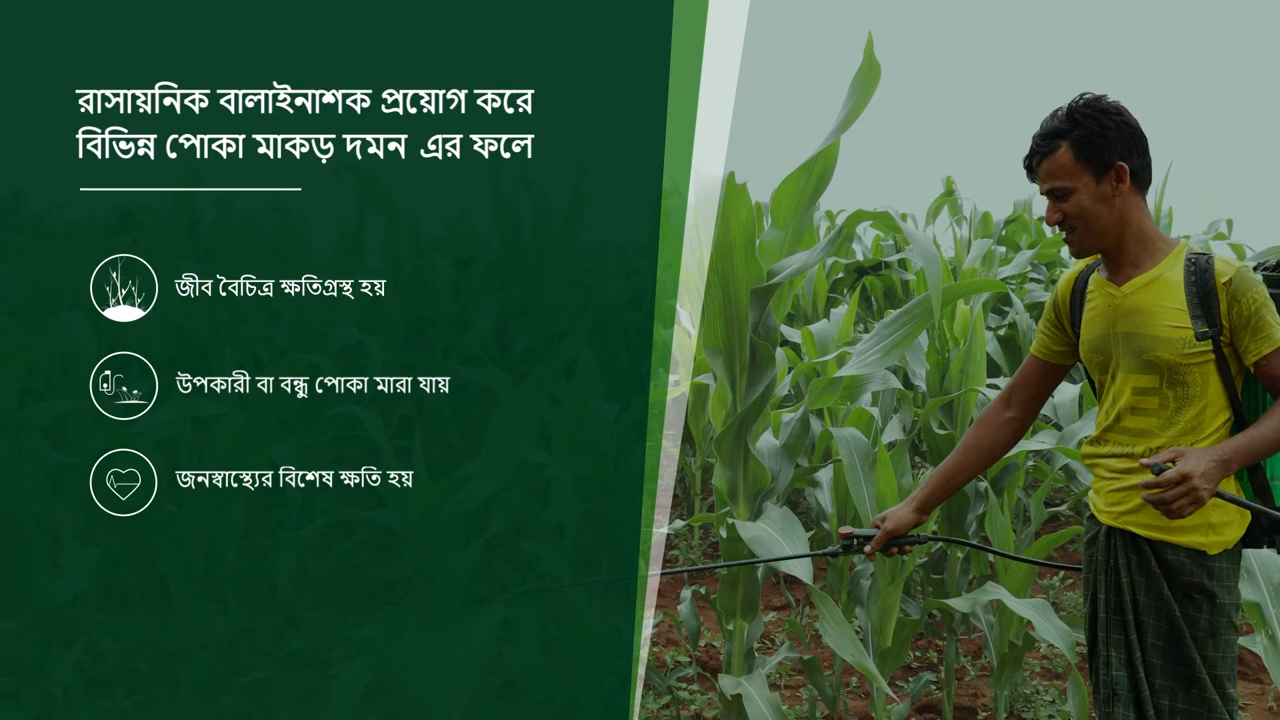 রাসায়নিক বালাইনাশক প্রয়োগ করে
বিভিন্ন পোকা মাকড় দমন এর ফলে
জীব বৈচিত্র ক্ষতিগ্রস্থ হয়
উপকারী বা বন্ধু পোকা মারা যায়
জনস্বাস্থ্যের বিশেষ ক্ষতি হয়